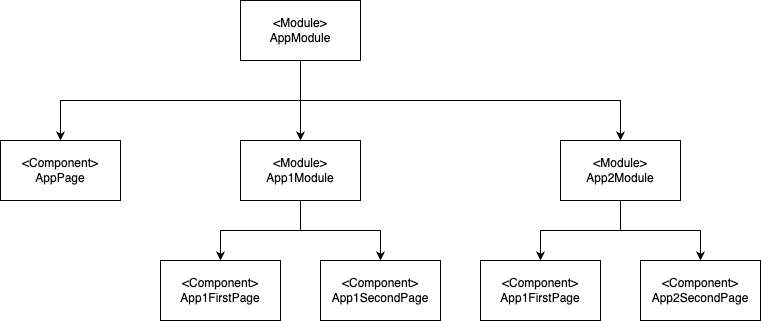 <Module>
AppModule
<Component>
AppPage
<Module>
App1Module
<Module>
App2Module
<Component>
App1FirstPage
<Component>
App1SecondPage
<Component>
App1FirstPage
<Component>
App2SecondPage